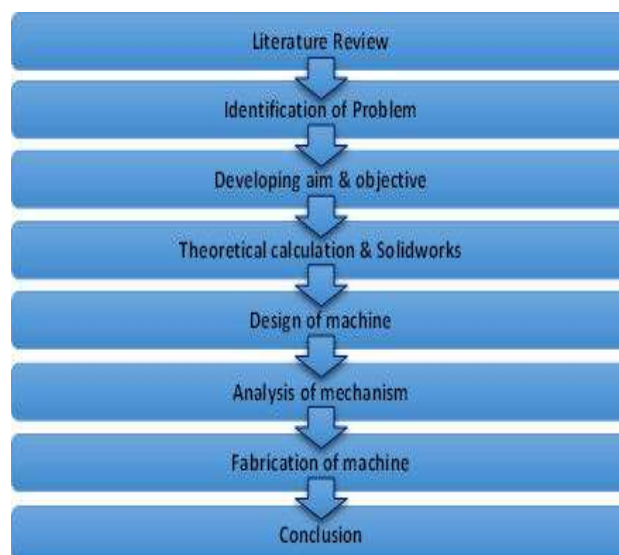 Literature Review
Identification of Problem
Developing aim & objective
Theoretical calculation & Solidworks
Design of machine
Analysis of mechanism
Fabrication of machine
Conclusion